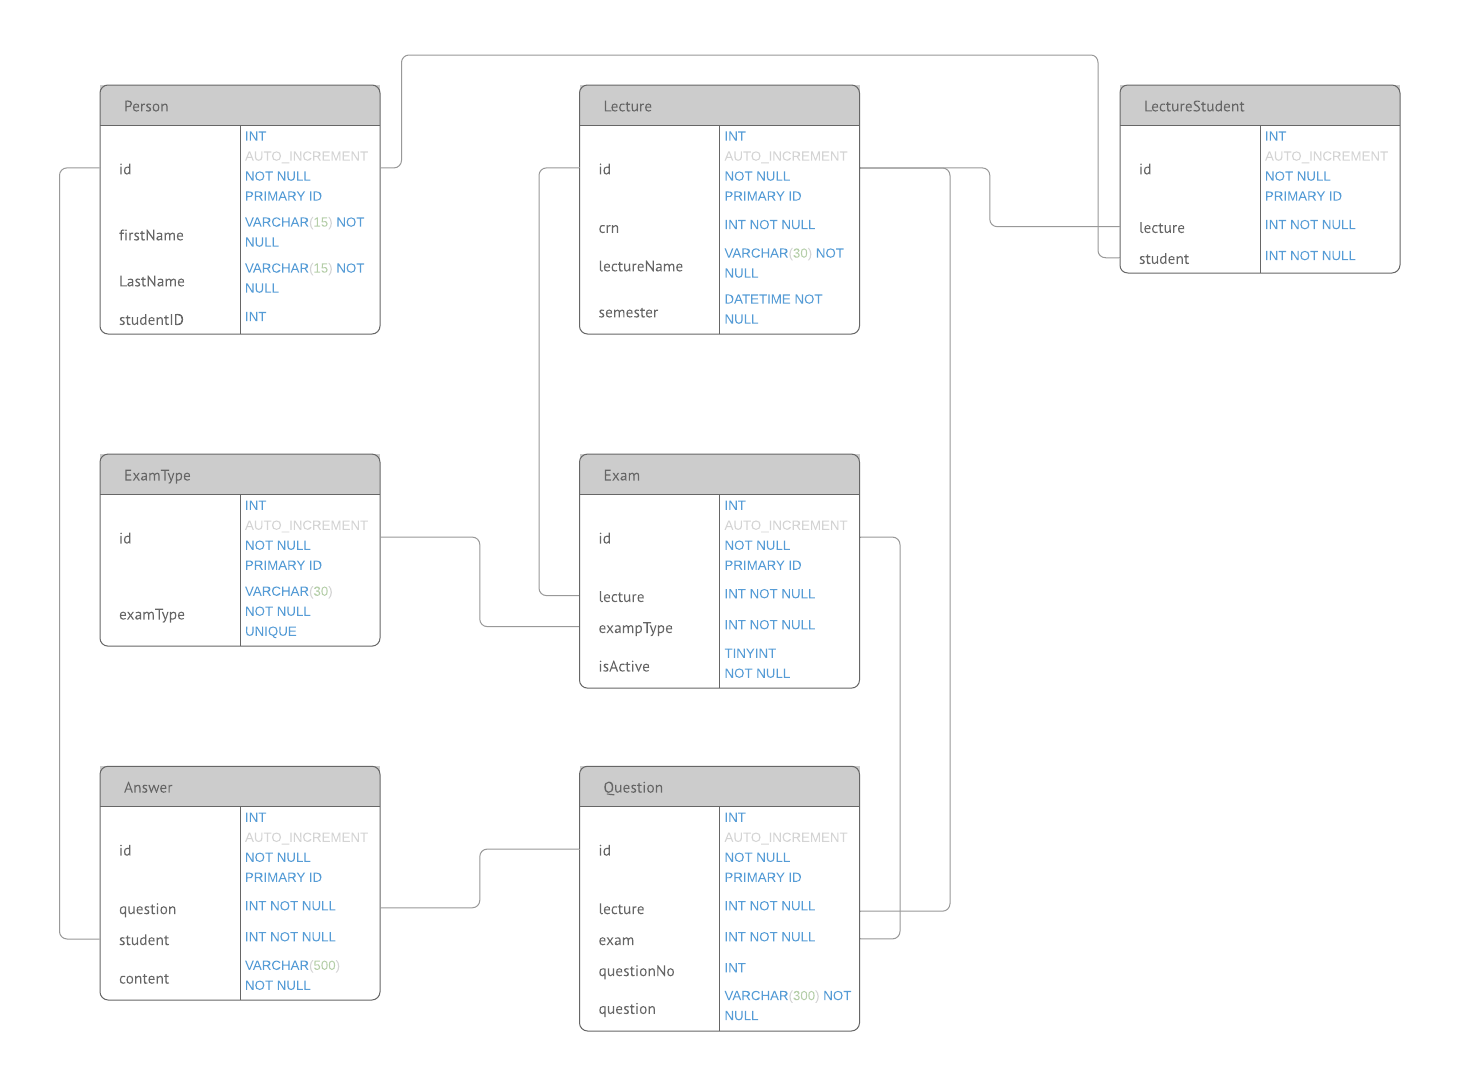 Person
id
INT
AUTO_INCREMENT
NOT NULL
PRIMARY ID
firstName
VARCHAR(15) NOT
NULL
LastName
VARCHAR(15) NOT
NULL
studentID
INT
Lecture
id
INT
AUTO_INCREMENT
NOT NULL
PRIMARY ID
crn
INT NOT NULL
lectureName
VARCHAR(30) NOT
NULL
semester
DATETIME NOT
NULL
LectureStudent
id
INT
AUTO_INCREMENT
NOT NULL
PRIMARY ID
lecture
INT NOT NULL
student
INT NOT NULL
ExamType
id
INT
AUTO_INCREMENT
NOT NULL
PRIMARY ID
examType
VARCHAR(30)
NOT NULL
UNIQUE
Exam
id
INT
AUTO_INCREMENT
NOT NULL
PRIMARY ID
lecture
INT NOT NULL
exampType
INT NOT NULL
isActive
TINYINT
NOT NULL
Answer
id
INT
AUTO_INCREMENT
NOT NULL
PRIMARY ID
question
INT NOT NULL
student
INT NOT NULL
content
VARCHAR(500)
NOT NULL
Question
id
INT
AUTO_INCREMENT
NOT NULL
PRIMARY ID
lecture
INT NOT NULL
exam
INT NOT NULL
questionNo
INT
question
VARCHAR(300) NOT
NULL